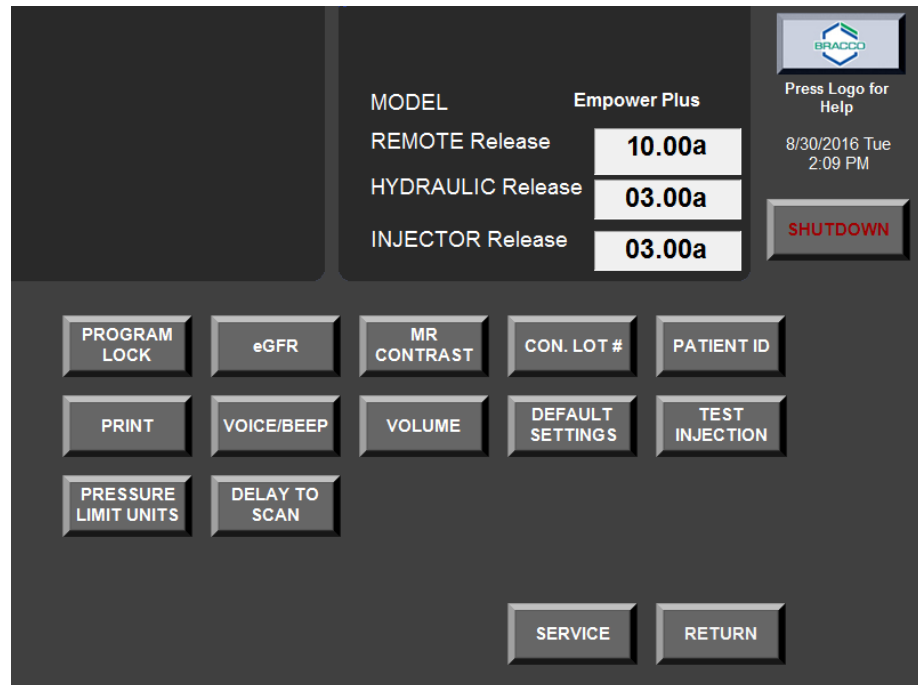 BRACCO
Press Logo for
Help
8/30/2016 Tue
2:09 PM
SHUTDOWN
MODEL Empower Plus
REMOTE Release 10.00a
HYDRAULIC Release 03.00a
INJECTOR Release 03.00a
PROGRAM
LOCK
eGFR
MR
CONTRAST
CON. LOT #
PATIENT ID
PRINT
VOICE/BEEP
VOLUME
DEFAULT
SETTINGS
TEST
INJECTION
PRESSURE
LIMIT UNITS
DELAY TO
SCAN
SERVICE
RETURN